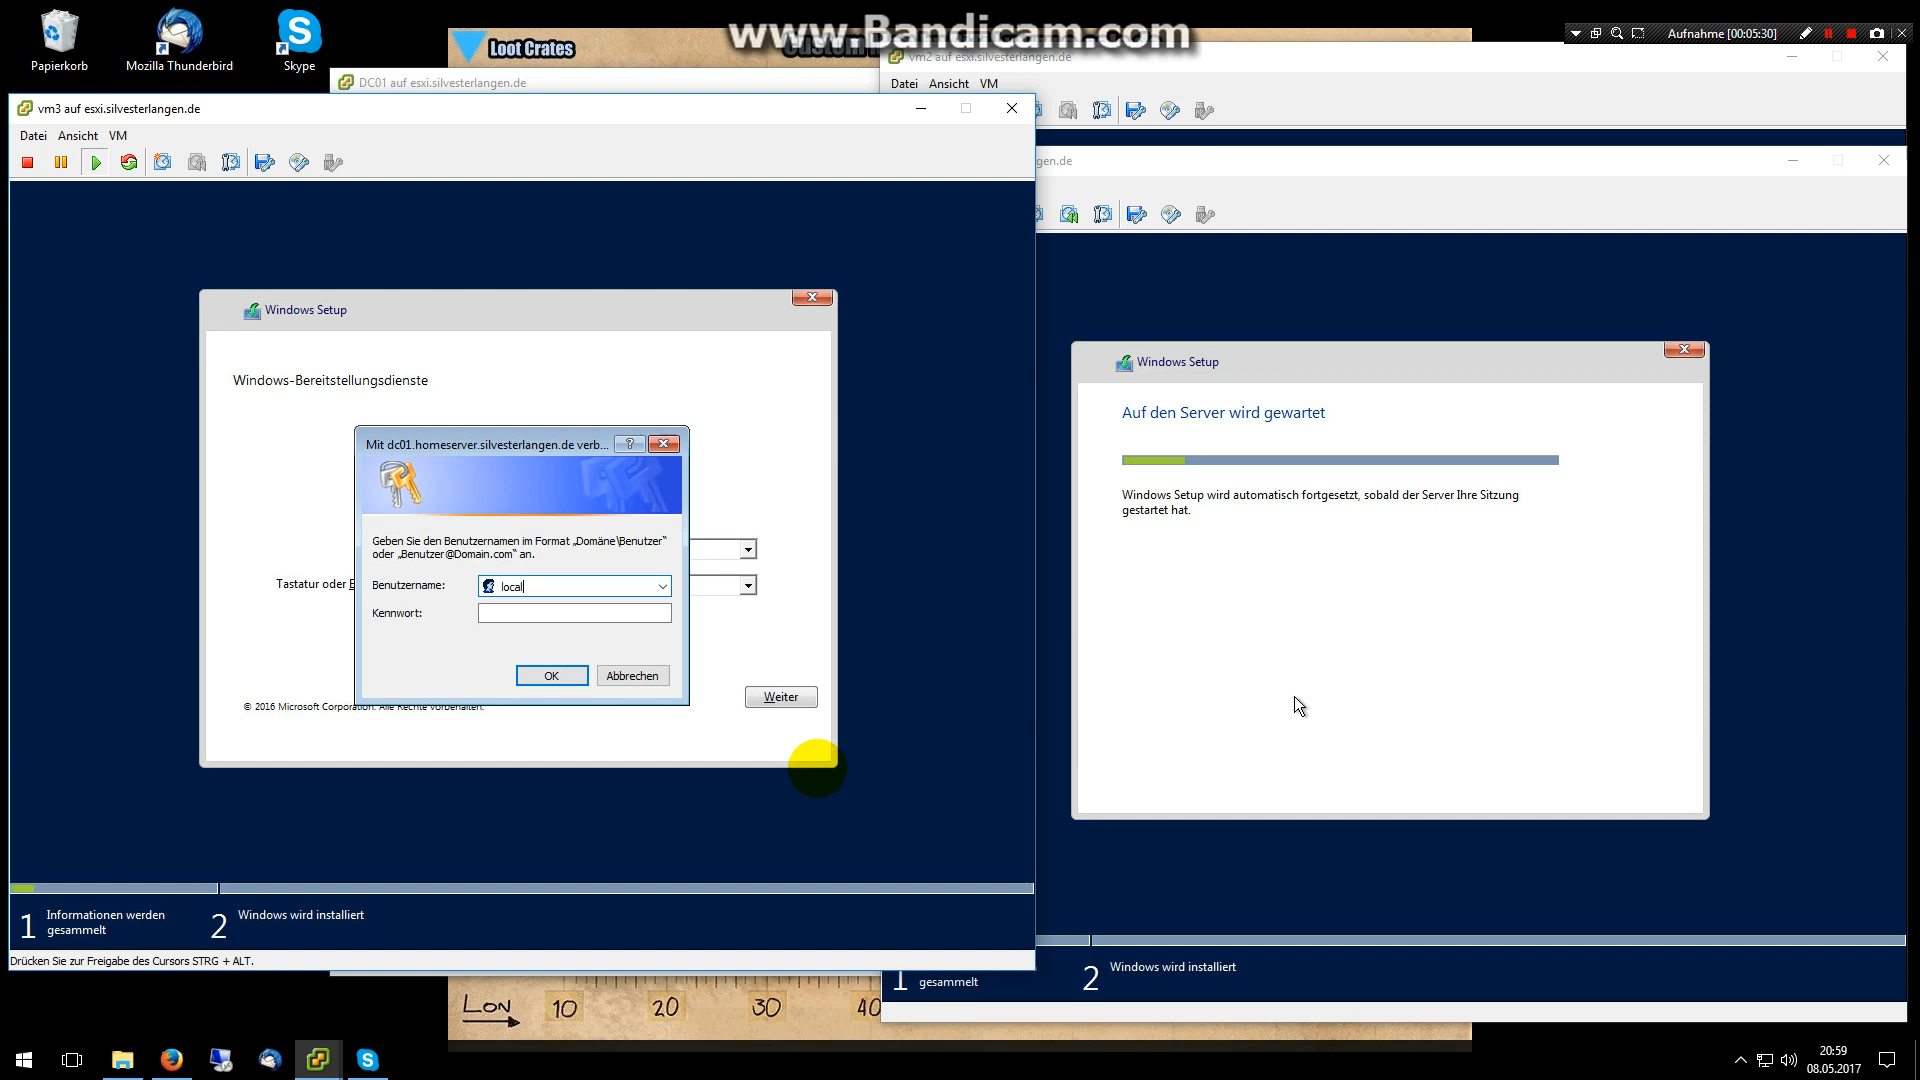 www.Bandicam.com
Papierkorb
Mozilla Thunderbird
Skype
Loot Crates
Aufnahme [00:05:30]
DC01 auf esxi.silvesterlangen.de
vm2 auf esxi.silvesterlangen.de
Datei Ansicht VM
vm3 auf esxi.silvesterlangen.de
Datei Ansicht VM
gen.de
Windows Setup
Windows-Bereitstellungsdienste
Mit dc01.homeserver.silvesterlangen.de verb...
Geben Sie den Benutzernamen im Format „Domäne\Benutzer“
oder „Benutzer@Domain.com“ an.
Benutzername: local
Kennwort:
OK Abbrechen
Tastatur oder E
Weiter
© 2016 Microsoft Corporation. Alle Rechte vorbehalten.
1 Informationen werden
gesammelt
2 Windows wird installiert
Drücken Sie zur Freigabe des Cursors STRG + ALT.
Windows Setup
Auf den Server wird gewartet
Windows Setup wird automatisch fortgesetzt, sobald der Server Ihre Sitzung
gestartet hat.
1 gesammelt
2 Windows wird installiert
LON 10 20 30 40
20:59
08.05.2017